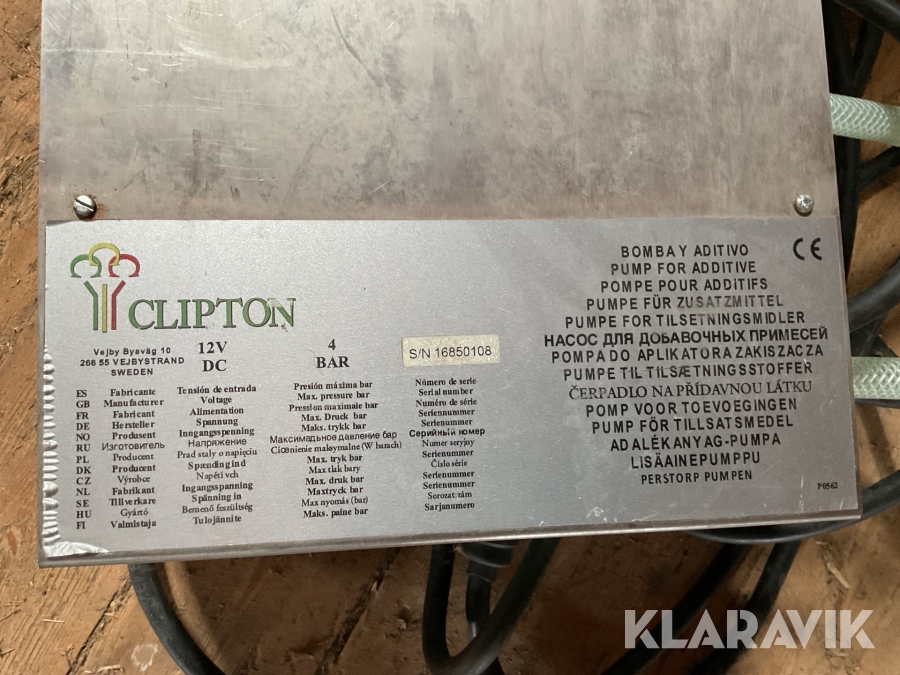 CLIPTON
Vejby Byaväg 10
266 55 VEJBYSTRAND
SWEDEN
12V
DC
4
BAR
S/N 16850108
ES Fabricante Tensión de entrada Presión máxima bar Número de serie
GB Manufacturer Voltage Max. pressure bar Serial number
FR Fabricant Alimentation Pression maximale bar Numéro de série
DE Hersteller Spannung Max. Druck bar Seriennummer
NO Produsent Inngangsspenning Maks. trykk bar Serienummer
RU Изготовитель Напряжение Максимадьное давление бар Серийный номер
PL Producent Prad stały o napięciu Ciśnienie maksymalne (W barach) Numer seryjny
DK Producent Spænding ind Max. tryk bar Serienummer
CZ Výrobce Napětí vch Max tlak bary Číslo série
NL Fabrikant Ingangsspanning Max. druk bar Serienummer
SE Tillverkare Spänning in Maxtryck bar Serienummer
HU Gyártó Bemenő feszültség Max nyomás (bar) Sorozat szám
FI Valmistaja Tulojännite Maks. paine bar Sarjanumero
BOMBA Y ADITIVO
CE
PUMP FOR ADDITIVE
POMPE POUR ADDITIFS
PUMPE FÜR ZUSATZMITTEL
PUMPE FOR TILSETNINGSMIDLER
НАСОС ДЛЯ ДОБАВОЧНЫХ ПРИМЕСЕЙ
POMPA DO APLIKATORA ZAKISZACZA
PUMPE TIL TILSÆTNINGSSTOFFER
ČERPADLO NA PŘÍDAVNOU LÁTKU
POMP VOOR TOEVOEGINGEN
PUMP FÖR TILLSATSMEDEL
ADALÉKANYAG-PUMPA
LISÄAINEPUMPPU
PERSTORP PUMPEN
P0562
KLARAVIK